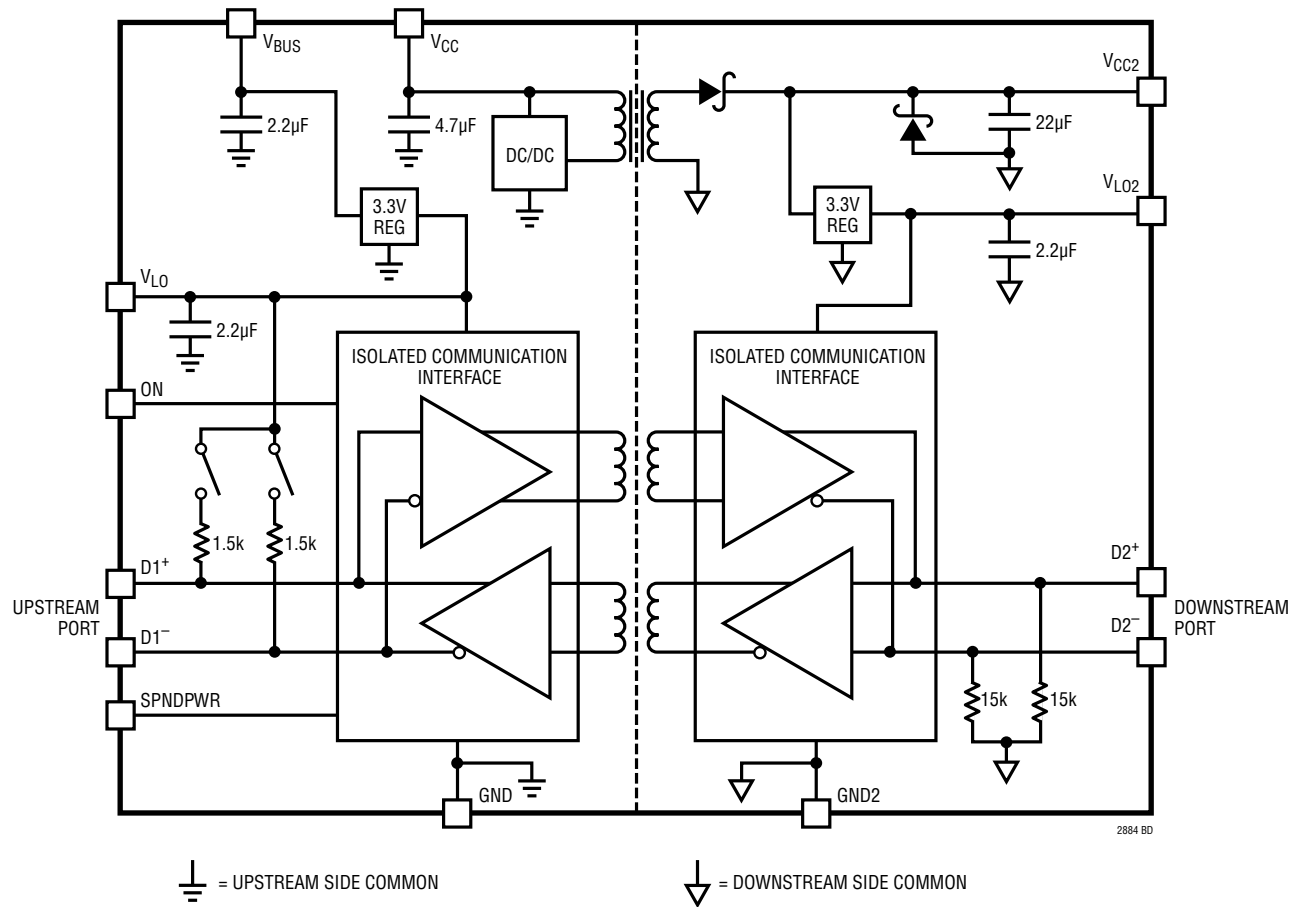 VBUS
VCC
VCC2
2.2µF
4.7µF
DC/DC
22µF
VLO2
3.3V
REG
3.3V
REG
2.2µF
VLO
2.2µF
ISOLATED COMMUNICATION
INTERFACE
ISOLATED COMMUNICATION
INTERFACE
ON
1.5k
1.5k
D1+
D2+
UPSTREAM
PORT
DOWNSTREAM
PORT
D1−
D2−
SPNDPWR
15k
15k
GND
GND2
2884 BD
= UPSTREAM SIDE COMMON
= DOWNSTREAM SIDE COMMON